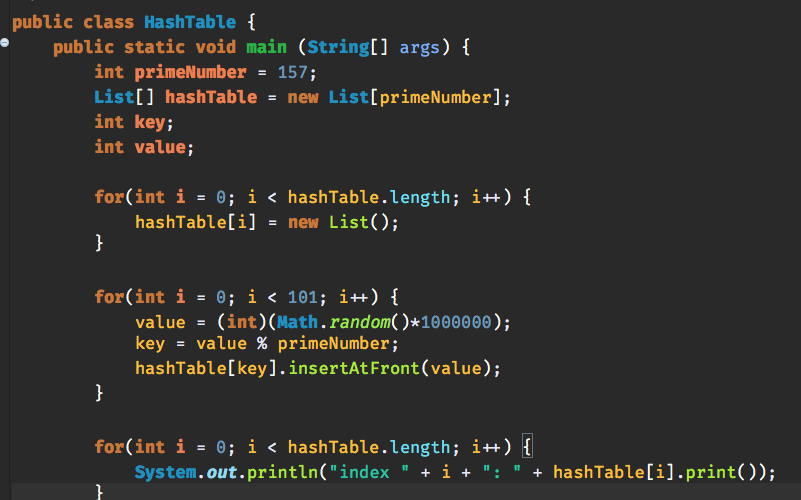 public class HashTable {
public static void main (String[] args) {
int primeNumber = 157;
List[] hashTable = new List[primeNumber];
int key;
int value;
for(int i = 0; i < hashTable.length; i++) {
hashTable[i] = new List();
}
for(int i = 0; i < 101; i++) {
value = (int)(Math.random()*1000000);
key = value % primeNumber;
hashTable[key].insertAtFront(value);
}
for(int i = 0; i < hashTable.length; i++) {
System.out.println("index " + i + ": " + hashTable[i].print());
}